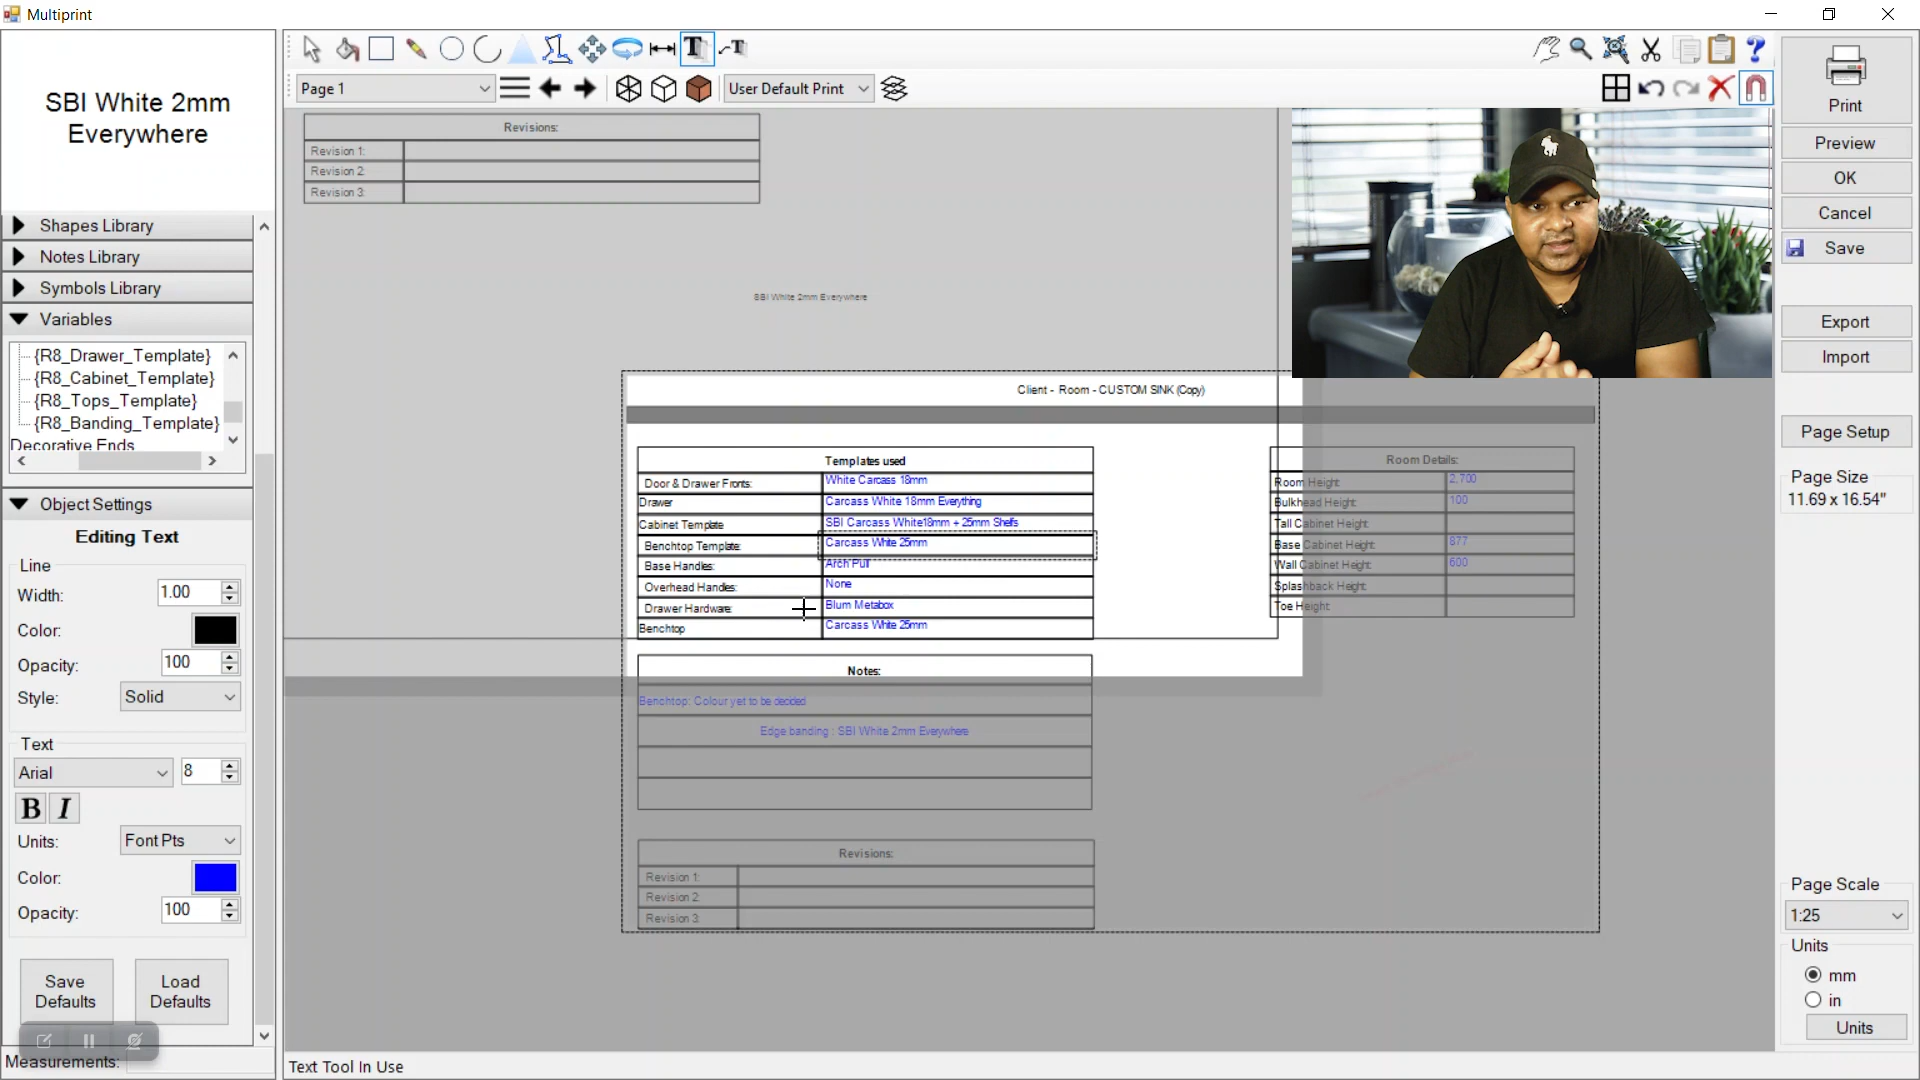 Multiprint
SBI White 2mm
Everywhere
Shapes Library
Notes Library
Symbols Library
Variables
{R8_Drawer_Template}
{R8_Cabinet_Template}
{R8_Tops_Template}
{R8_Banding_Template}
Decorative Ends
Object Settings
Editing Text
Line
Width: 1.00
Color:
Opacity: 100
Style: Solid
Text
Arial 8
B I
Units: Font Pts
Color:
Opacity: 100
Save Defaults
Load Defaults
Measurements:
Page 1
User Default Print
Revisions:
Revision 1:
Revision 2:
Revision 3:
SBI White 2mm Everywhere
Client - Room - CUSTOM SINK (Copy)
Templates used
Door & Drawer Fronts: White Carcass 18mm
Drawer Carcass White 18mm Everything
Cabinet Template SBI Carcass White18mm + 25mm Shelfs
Benchtop Template: Carcass White 25mm
Base Handles: Arch Pull
Overhead Handles: None
Drawer Hardware: Blum Metabox
Benchtop Carcass White 25mm
Room Details:
Room Height: 2,700
Bulkhead Height: 100
Tall Cabinet Height:
Base Cabinet Height: 877
Wall Cabinet Height: 600
Splashback Height:
Toe Height:
Notes:
Benchtop: Colour yet to be decided
Edge banding : SBI White 2mm Everywhere
Revisions:
Revision 1:
Revision 2:
Revision 3:
Text Tool In Use
Print
Preview
OK
Cancel
Save
Export
Import
Page Setup
Page Size
11.69 x 16.54"
Page Scale
1:25
Units
mm
in
Units